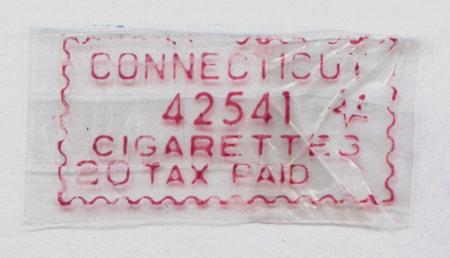 CONNECTICUT
42541 ☆
CIGARETTES
20 TAX PAID